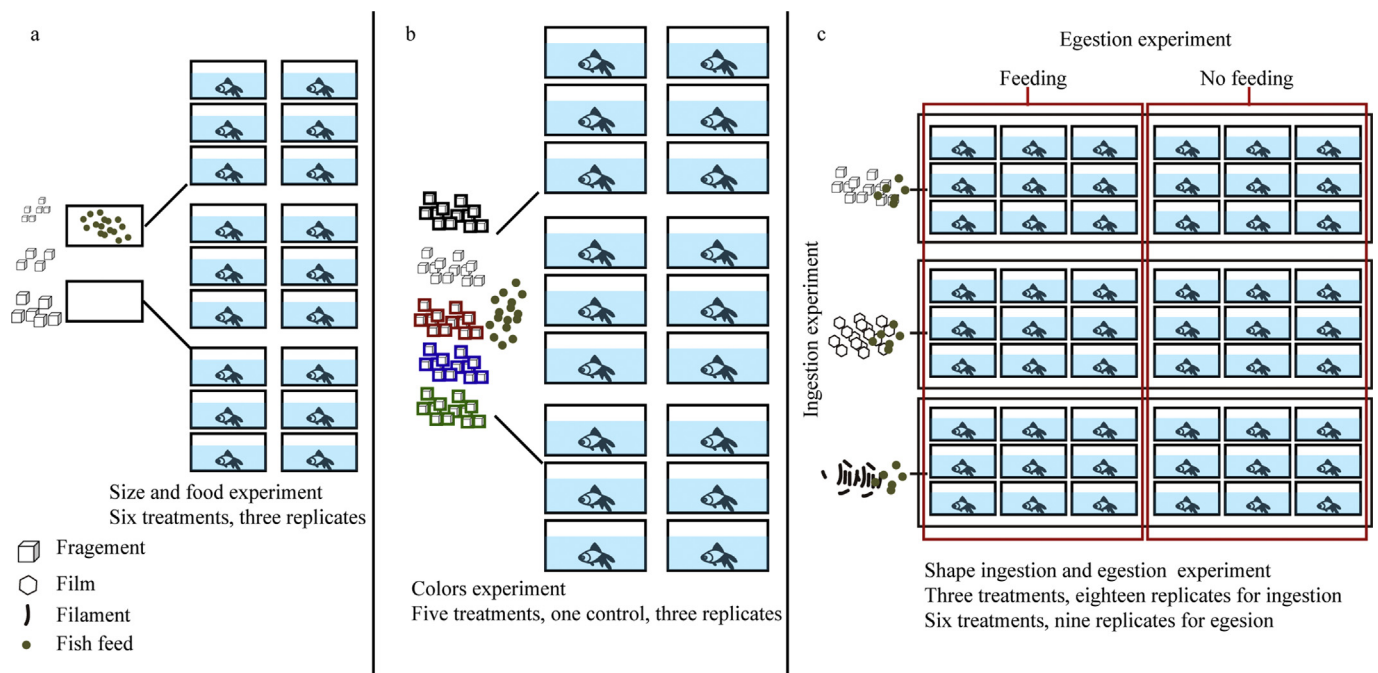 a
Size and food experiment
Six treatments, three replicates
Fragement
Film
Filament
Fish feed
b
Colors experiment
Five treatments, one control, three replicates
c
Egestion experiment
Feeding
No feeding
Ingestion experiment
Shape ingestion and egestion experiment
Three treatments, eighteen replicates for ingestion
Six treatments, nine replicates for egesion